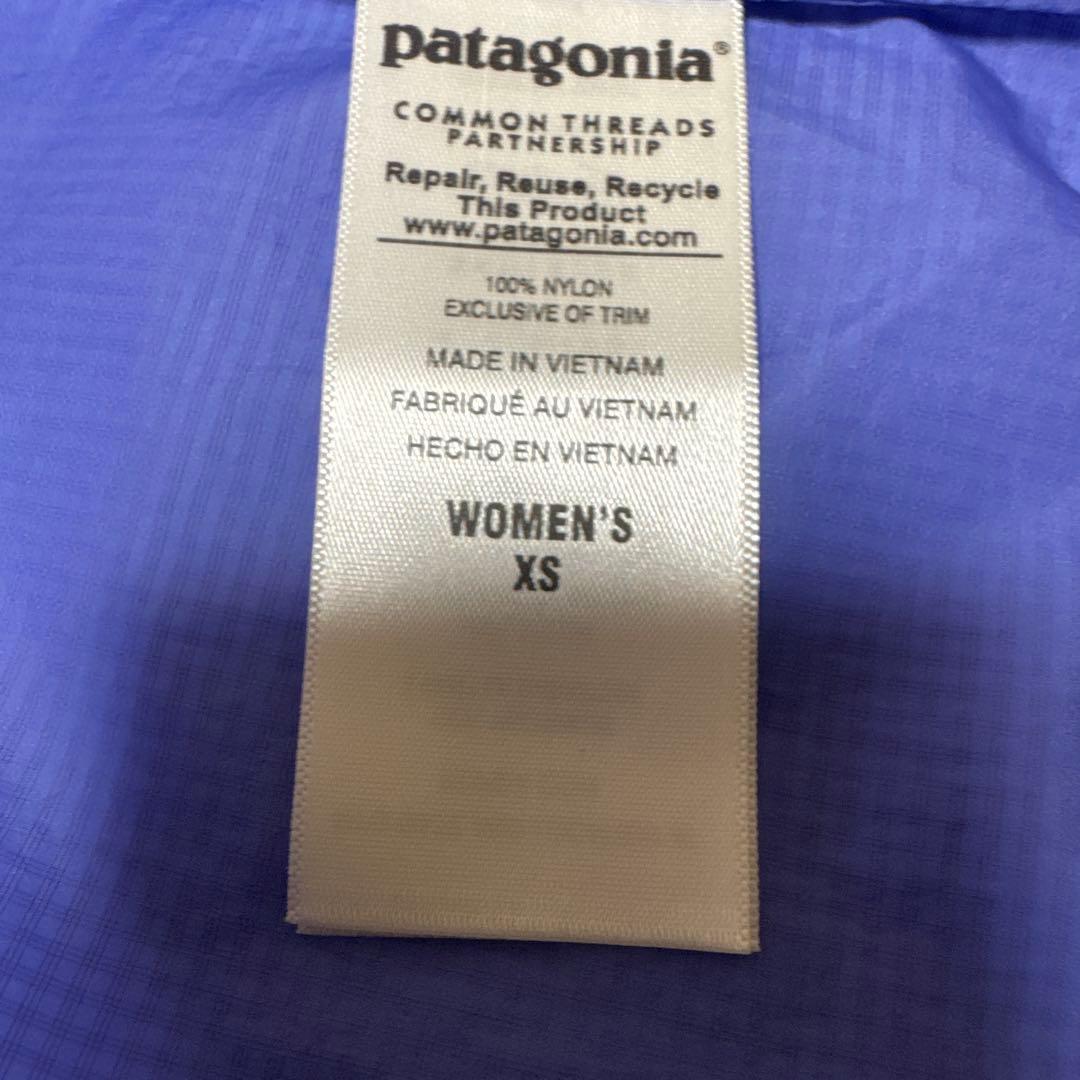 patagonia®
COMMON THREADS
PARTNERSHIP
Repair, Reuse, Recycle
This Product
www.patagonia.com
100% NYLON
EXCLUSIVE OF TRIM
MADE IN VIETNAM
FABRIQUÉ AU VIETNAM
HECHO EN VIETNAM
WOMEN'S
XS